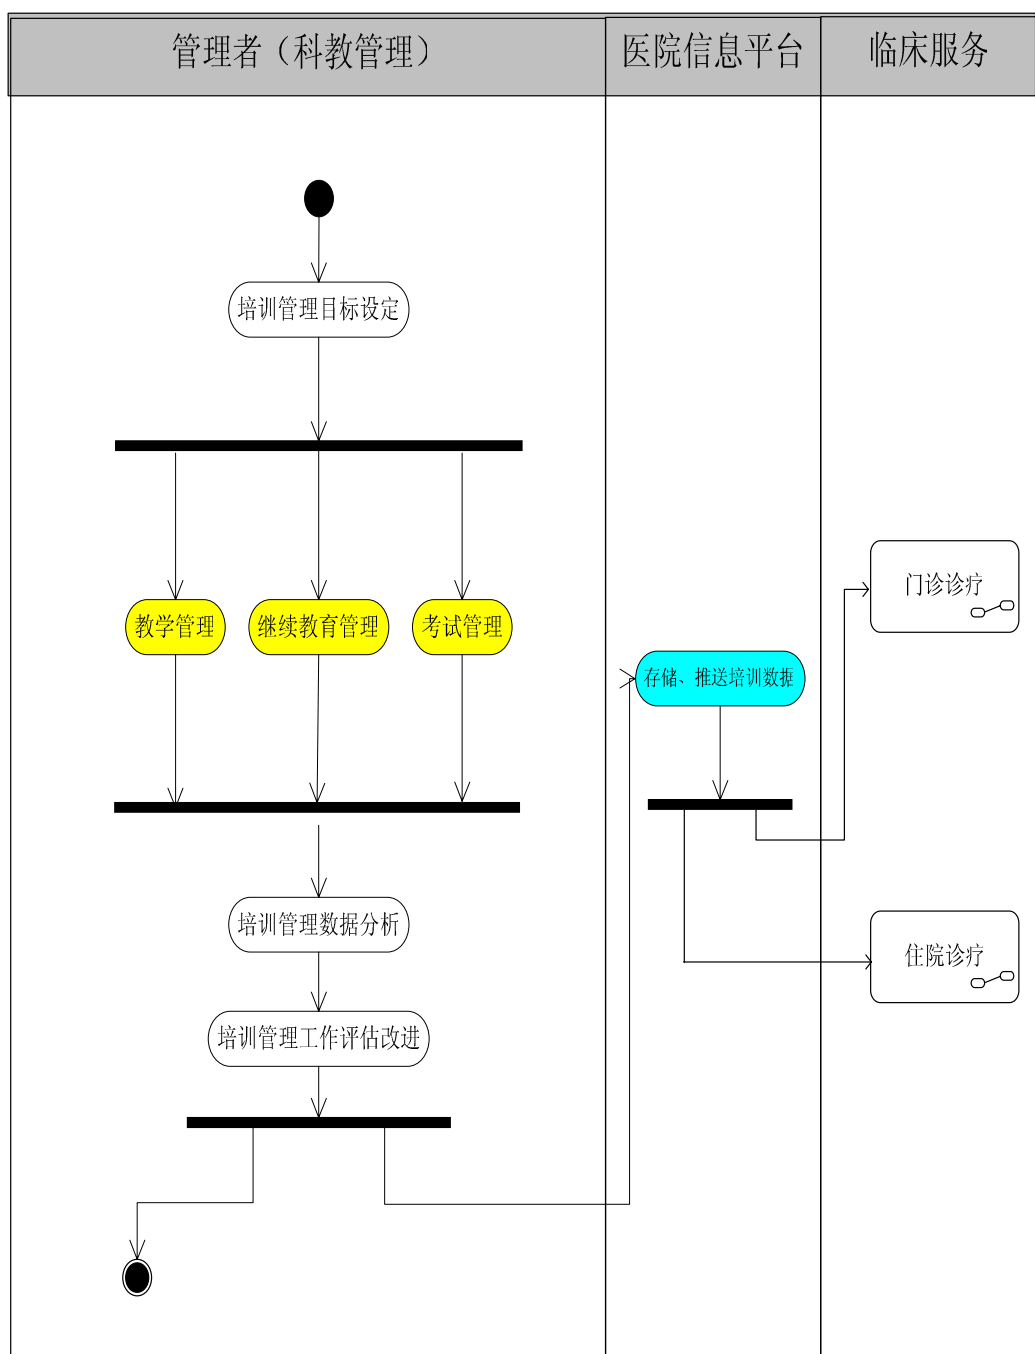 管理者（科教管理）
医院信息平台
临床服务
培训管理目标设定
教学管理
继续教育管理
考试管理
门诊诊疗
存储、推送培训数据
培训管理数据分析
住院诊疗
培训管理工作评估改进